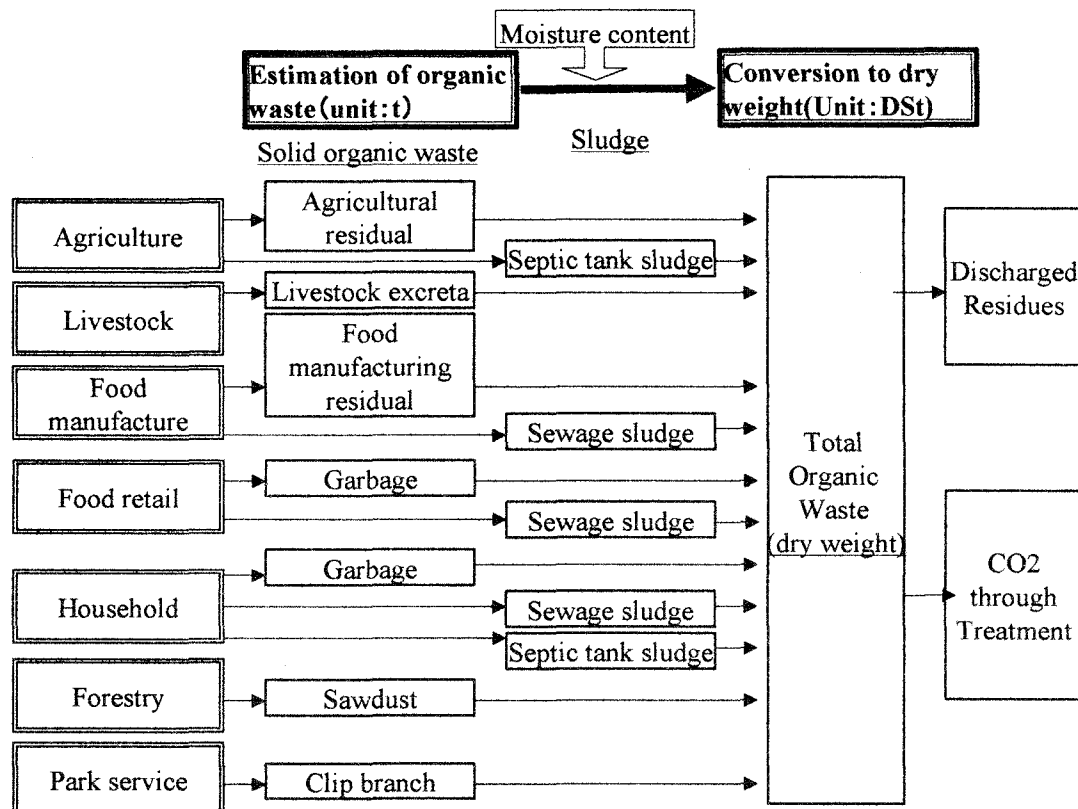 Moisture content
Estimation of organic
waste(unit:t)
Conversion to dry
weight(Unit:DSt)
Solid organic waste
Sludge
Agriculture
Agricultural
residual
Septic tank sludge
Livestock
Livestock excreta
Food
manufacture
Food
manufacturing
residual
Sewage sludge
Food retail
Garbage
Sewage sludge
Household
Garbage
Sewage sludge
Septic tank sludge
Forestry
Sawdust
Park service
Clip branch
Total
Organic
Waste
(dry weight)
Discharged
Residues
CO2
through
Treatment